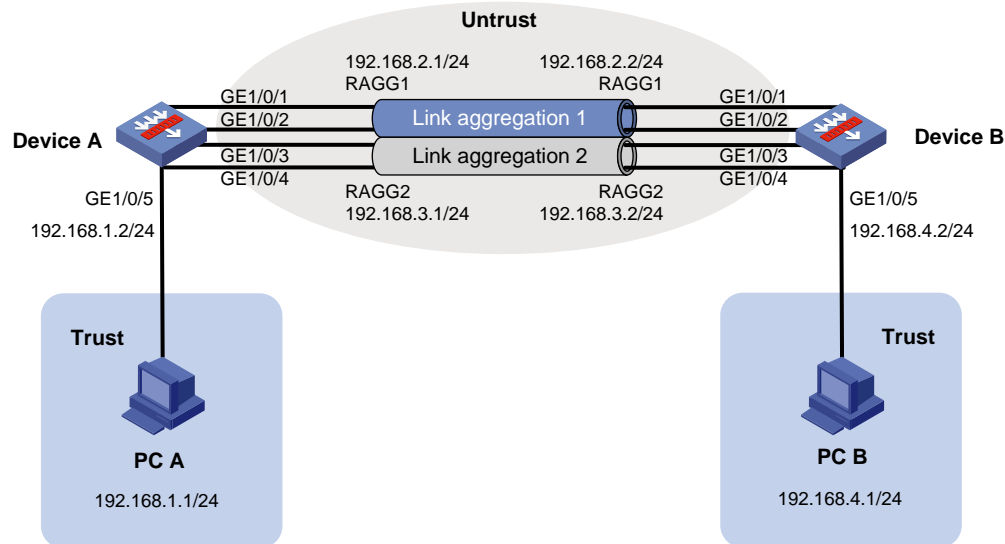 Untrust
192.168.2.1/24
192.168.2.2/24
RAGG1
RAGG1
GE1/0/1
GE1/0/1
Link aggregation 1
GE1/0/2
GE1/0/2
Device A
Device B
Link aggregation 2
GE1/0/3
GE1/0/3
GE1/0/4
GE1/0/4
RAGG2
RAGG2
GE1/0/5
GE1/0/5
192.168.3.1/24
192.168.3.2/24
192.168.1.2/24
192.168.4.2/24
Trust
Trust
PC A
PC B
192.168.1.1/24
192.168.4.1/24